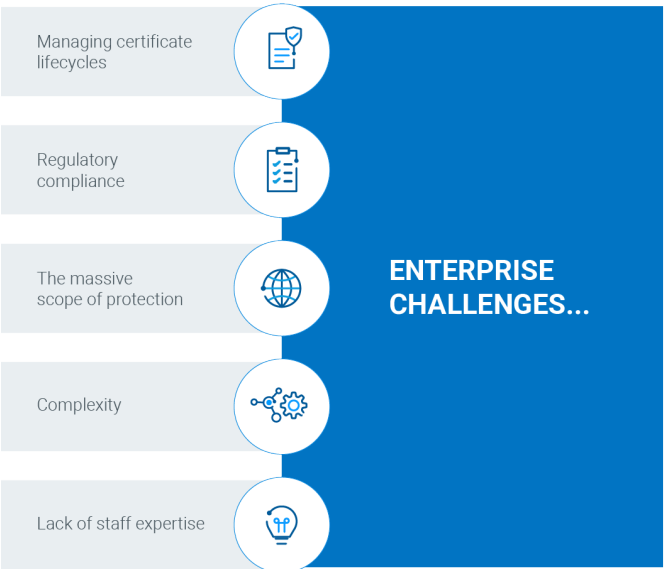 Managing certificate
lifecycles
Regulatory
compliance
The massive
scope of protection
Complexity
Lack of staff expertise
ENTERPRISE
CHALLENGES...